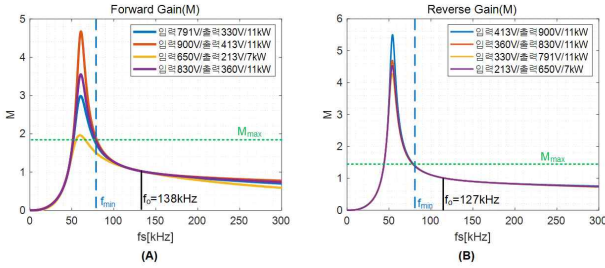 Forward Gain(M)
5
4
3
2
1
0
M
입력791V/출력330V/11kW
입력900V/출력413V/11kW
입력650V/출력213V/7kW
입력830V/출력360V/11kW
Mmax
fmin
fo=138kHz
0 50 100 150 200 250 300
fs[kHz]
(A)
Reverse Gain(M)
6
5
4
3
2
1
0
M
입력413V/출력900V/11kW
입력360V/출력830V/11kW
입력330V/출력791V/11kW
입력213V/출력650V/7kW
Mmax
fmin
fo=127kHz
0 50 100 150 200 250 300
fs[kHz]
(B)